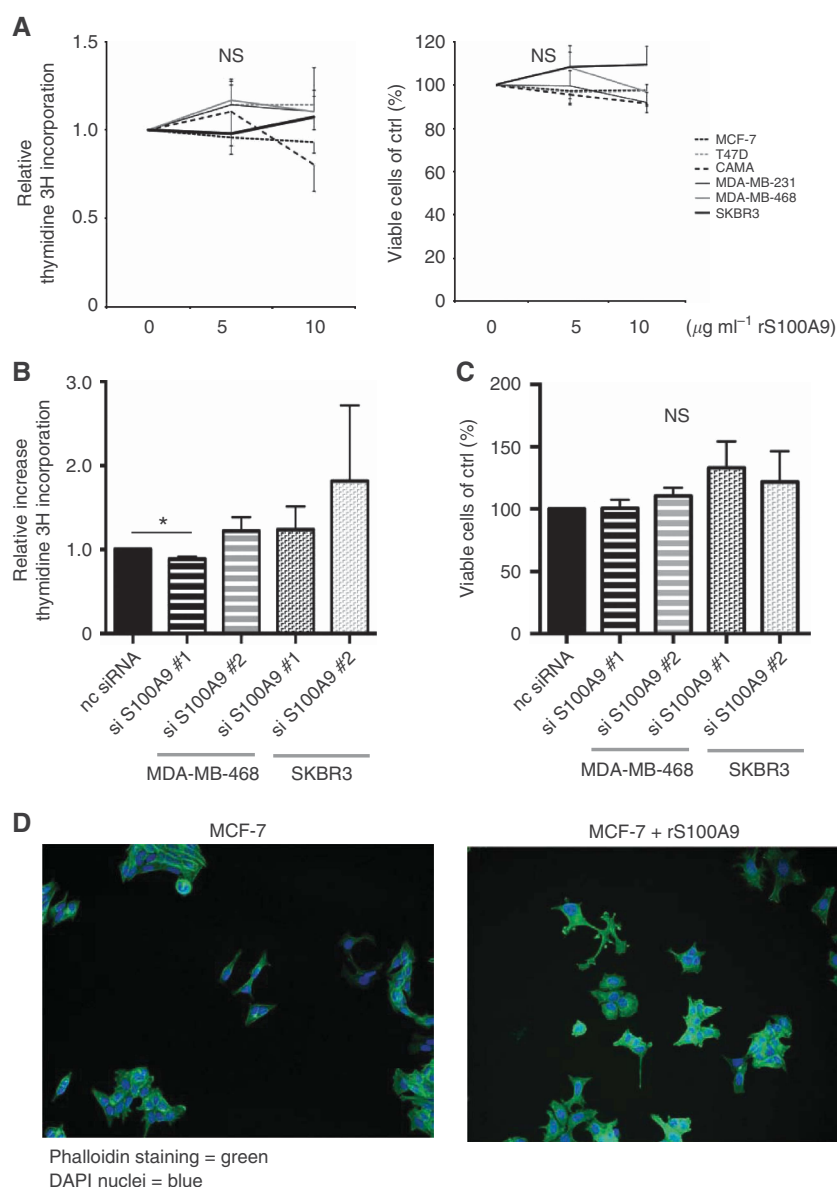 A
Relative
thymidine 3H incorporation
1.5
1.0
0.5
0
NS
0
5
10
Viable cells of ctrl (%)
120
100
80
60
40
20
0
NS
0
5
10
(μg ml⁻¹ rS100A9)
MCF-7
T47D
CAMA
MDA-MB-231
MDA-MB-468
SKBR3
B
Relative increase
thymidine 3H incorporation
3.0
2.0
1.0
0
*
nc siRNA
si S100A9 #1
si S100A9 #2
si S100A9 #1
si S100A9 #2
MDA-MB-468
SKBR3
C
Viable cells of ctrl (%)
200
150
100
50
0
NS
nc siRNA
si S100A9 #1
si S100A9 #2
si S100A9 #1
si S100A9 #2
MDA-MB-468
SKBR3
D
MCF-7
MCF-7 + rS100A9
Phalloidin staining = green
DAPI nuclei = blue